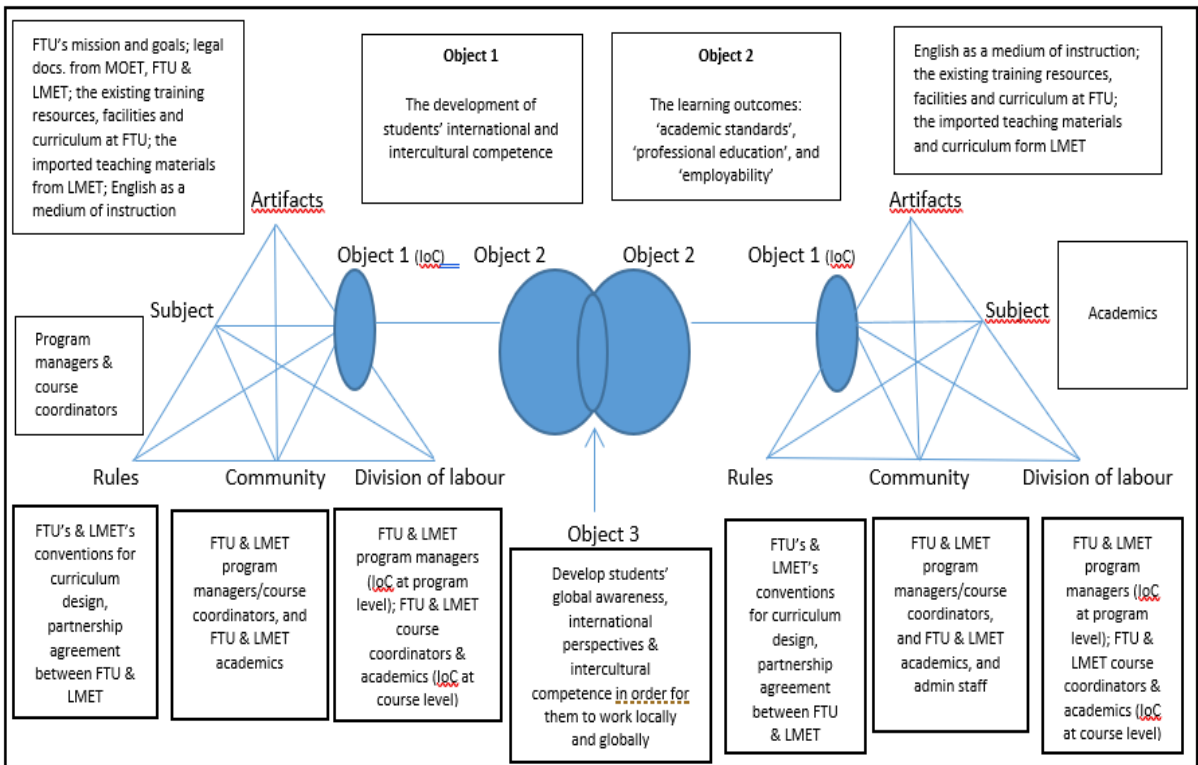 FTU's mission and goals; legal
docs. from MOET, FTU &
LMET; the existing training
resources, facilities and
curriculum at FTU; the
imported teaching materials
from LMET; English as a
medium of instruction
Object 1
The development of
students' international and
intercultural competence
Object 2
The learning outcomes:
'academic standards',
'professional education', and
'employability'
English as a medium of instruction;
the existing training resources,
facilities and curriculum at FTU;
the imported teaching materials
and curriculum form LMET
Artifacts
Artifacts
Object 1 (IoC)
Object 2
Object 2
Object 1 (IoC)
Subject
Subject
Program
managers &
course
coordinators
Academics
Rules
Community
Division of labour
Rules
Community
Division of labour
FTU's & LMET's
conventions for
curriculum
design,
partnership
agreement
between FTU &
LMET
FTU & LMET
program
managers/course
coordinators, and
FTU & LMET
academics
FTU & LMET
program managers
(IoC at program
level); FTU & LMET
course
coordinators &
academics (IoC at
course level)
Object 3
Develop students'
global awareness,
international
perspectives &
intercultural
competence in order for
them to work locally
and globally
FTU's &
LMET's
conventions
for curriculum
design,
partnership
agreement
between FTU
& LMET
FTU & LMET
program
managers/course
coordinators,
and FTU & LMET
academics, and
admin staff
FTU & LMET
program
managers (IoC
at program
level); FTU &
LMET course
coordinators &
academics (IoC
at course level)